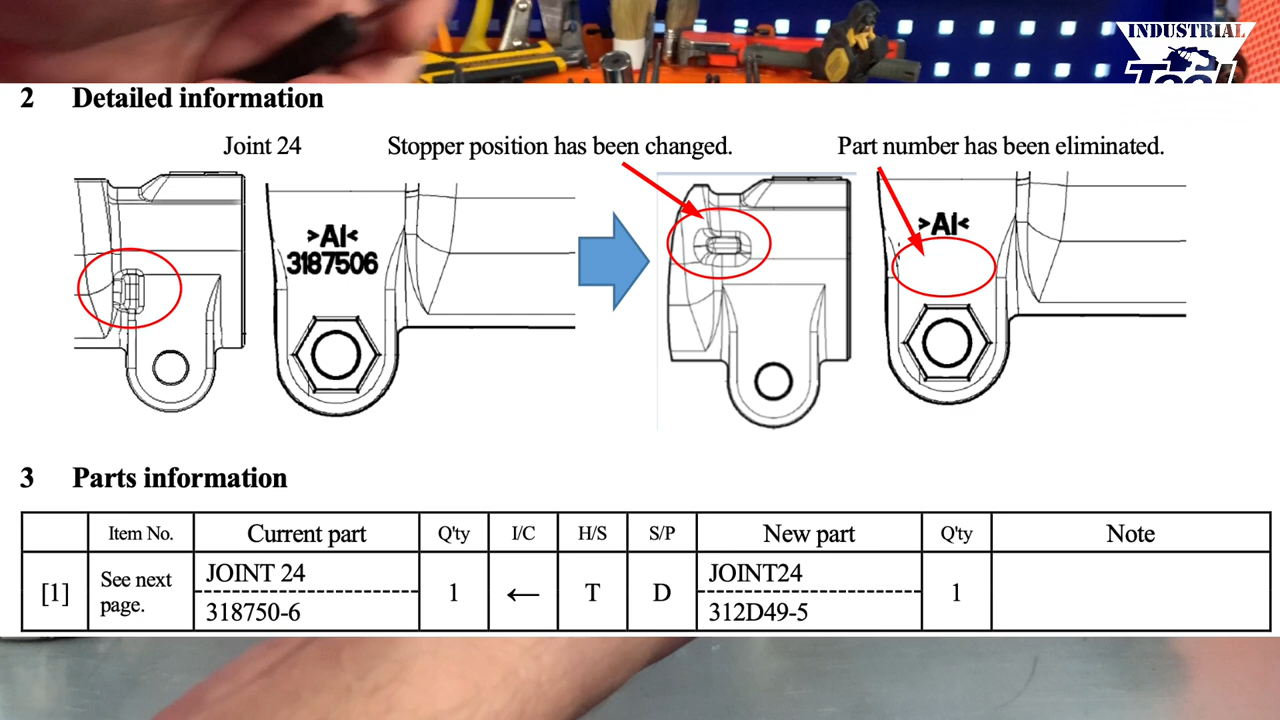 INDUSTRIAL
TOOL
2 Detailed information
Joint 24
Stopper position has been changed.
Part number has been eliminated.
>Al<
3187506
>Al<
3 Parts information
Item No. Current part Q'ty I/C H/S S/P New part Q'ty Note
[1] See next page. JOINT 24 318750-6 1 ← T D JOINT24 312D49-5 1